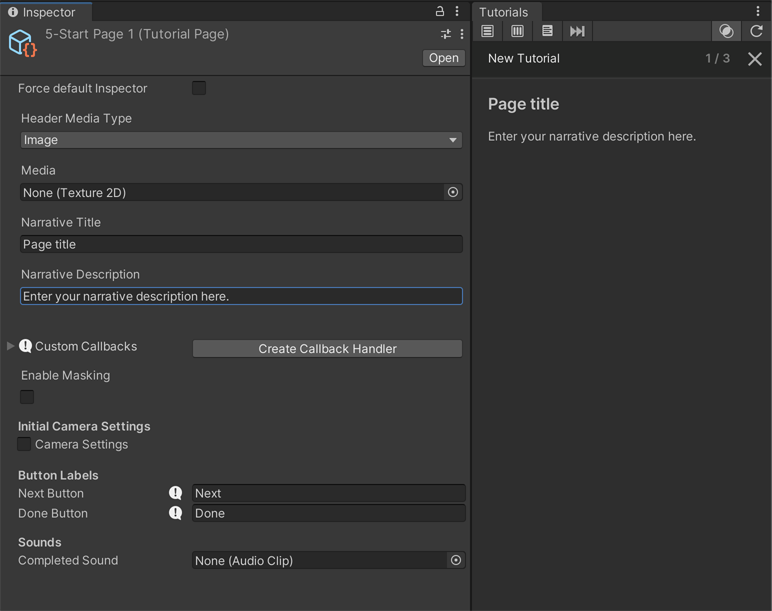 Inspector
5-Start Page 1 (Tutorial Page)
Open
Force default Inspector
Header Media Type
Image
Media
None (Texture 2D)
Narrative Title
Page title
Narrative Description
Enter your narrative description here.
Custom Callbacks
Create Callback Handler
Enable Masking
Initial Camera Settings
Camera Settings
Button Labels
Next Button
Next
Done Button
Done
Sounds
Completed Sound
None (Audio Clip)
Tutorials
New Tutorial
1 / 3
Page title
Enter your narrative description here.